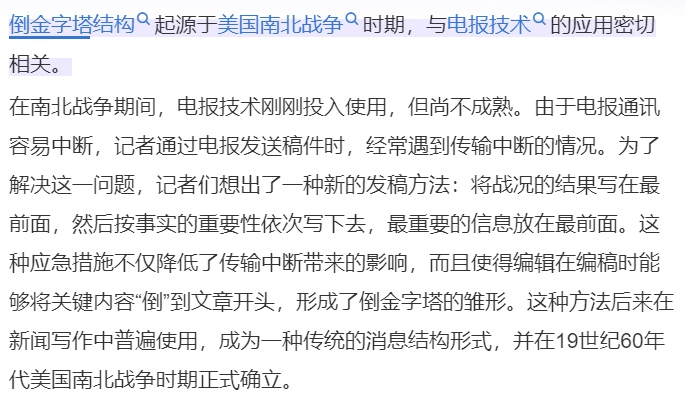 倒金字塔结构起源于美国南北战争时期，与电报技术的应用密切
相关。
在南北战争期间，电报技术刚刚投入使用，但尚不成熟。由于电报通讯
容易中断，记者通过电报发送稿件时，经常遇到传输中断的情况。为了
解决这一问题，记者们想出了一种新的发稿方法：将战况的结果写在最
前面，然后按事实的重要性依次写下去，最重要的信息放在最前面。这
种应急措施不仅降低了传输中断带来的影响，而且使得编辑在编稿时能
够将关键内容“倒”到文章开头，形成了倒金字塔的雏形。这种方法后来在
新闻写作中普遍使用，成为一种传统的消息结构形式，并在19世纪60年
代美国南北战争时期正式确立。